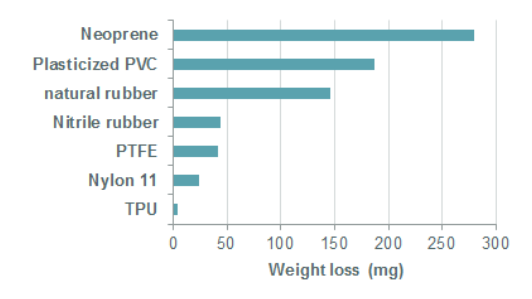 Neoprene
Plasticized PVC
natural rubber
Nitrile rubber
PTFE
Nylon 11
TPU
0 50 100 150 200 250 300
Weight loss (mg)